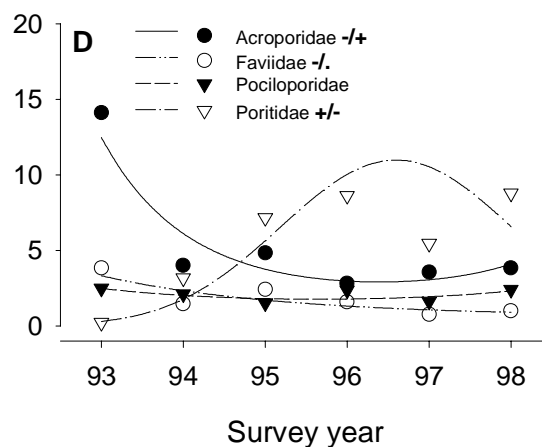 20
D
Acroporidae -/+
Faviidae -/.
Pociloporidae
Poritidae +/-
15
10
5
0
93 94 95 96 97 98
Survey year